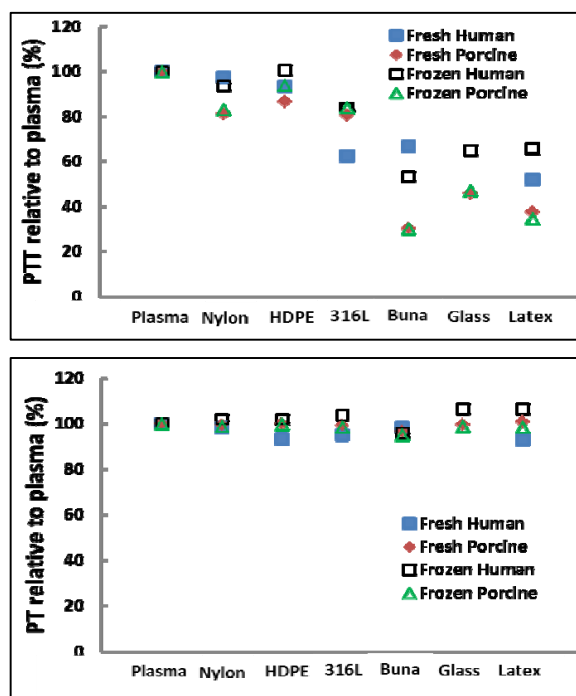 120
100
80
60
40
20
0
PTT relative to plasma (%)
Fresh Human
Fresh Porcine
Frozen Human
Frozen Porcine
Plasma Nylon HDPE 316L Buna Glass Latex
120
100
80
60
40
20
0
PT relative to plasma (%)
Fresh Human
Fresh Porcine
Frozen Human
Frozen Porcine
Plasma Nylon HDPE 316L Buna Glass Latex